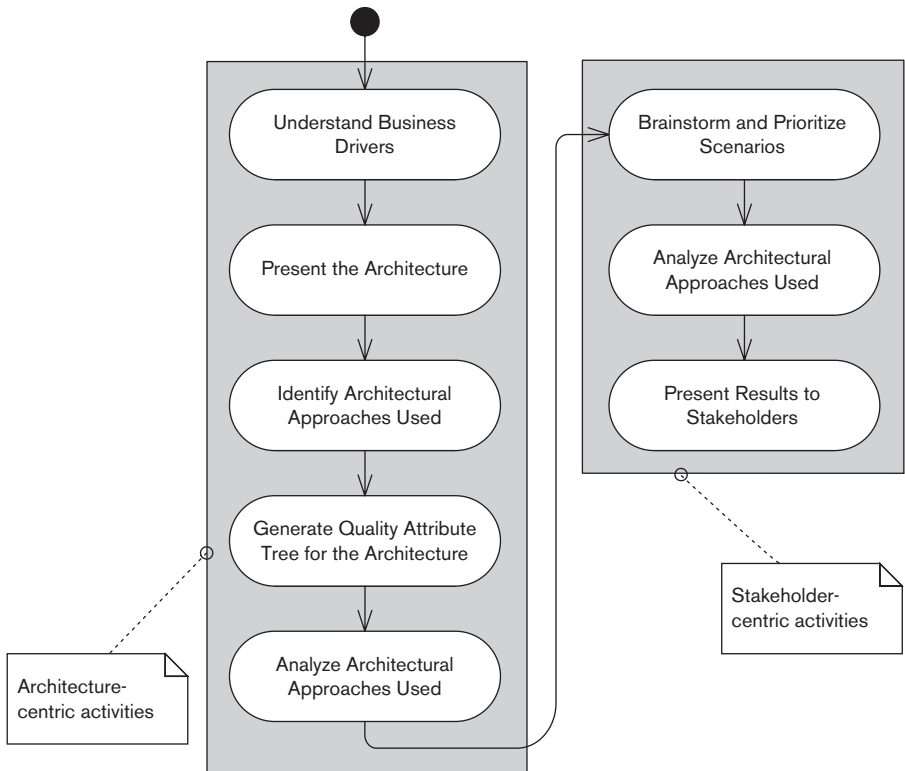 Understand Business
Drivers
Present the Architecture
Identify Architectural
Approaches Used
Generate Quality Attribute
Tree for the Architecture
Analyze Architectural
Approaches Used
Architecture-
centric activities
Brainstorm and Prioritize
Scenarios
Analyze Architectural
Approaches Used
Present Results to
Stakeholders
Stakeholder-
centric activities